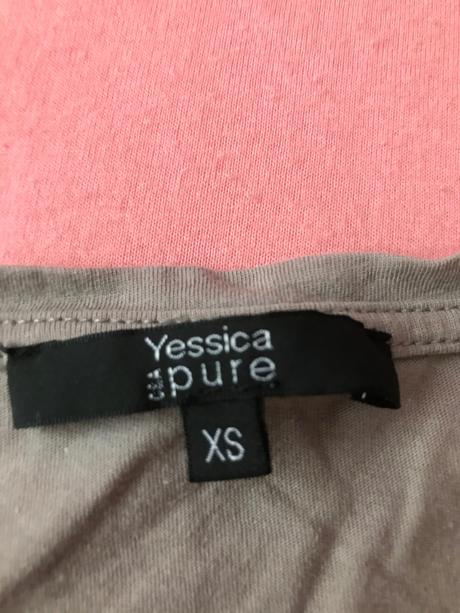 Yessica
C&A pure
XS